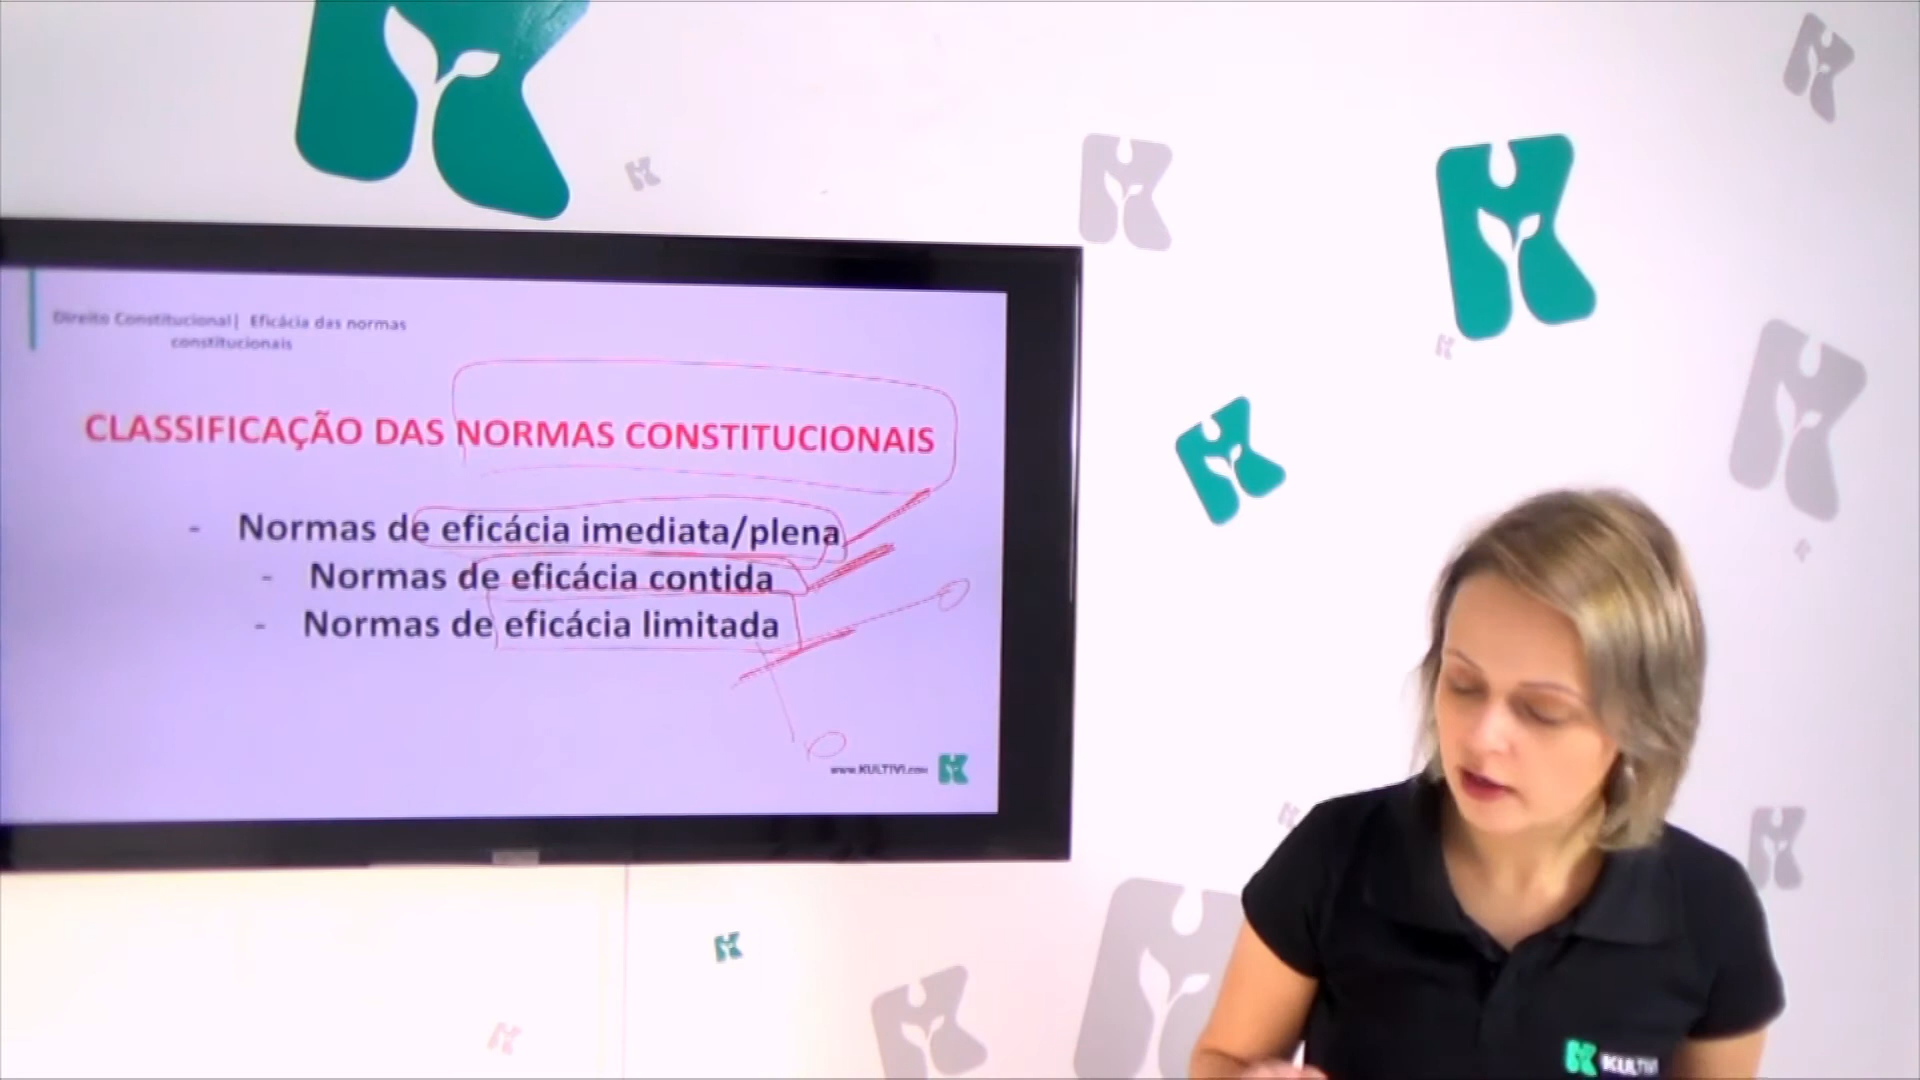 Direito Constitucional| Eficácia das normas
constitucionais
CLASSIFICAÇÃO DAS NORMAS CONSTITUCIONAIS
- Normas de eficácia imediata/plena
- Normas de eficácia contida
- Normas de eficácia limitada
www.KULTIVI.com
KULTIVI